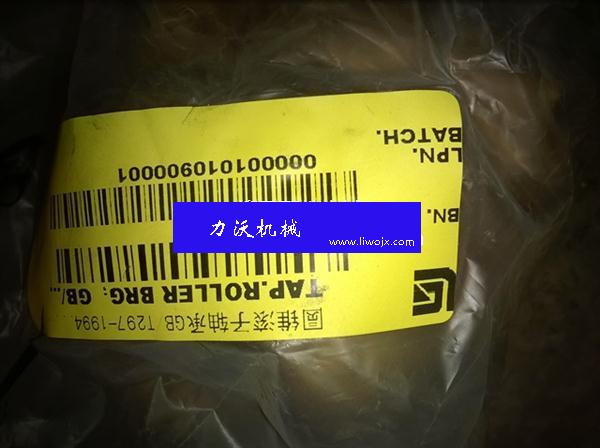 圆锥滚子轴承GB T297-1994
TAP.ROLLER BRG; GB/...
BN.
00001010900001
LPN.
BATCH.
力沃机械
www.liwojx.com